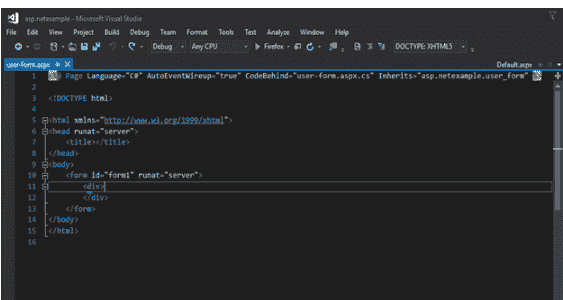 asp.netexample - Microsoft Visual Studio
File Edit View Project Build Debug Team Format Tools Test Analyze Window Help
Debug Any CPU Firefox DOCTYPE: XHTML5
user-form.aspx Default.aspx
1 <%@ Page Language="C#" AutoEventWireup="true" CodeBehind="user-form.aspx.cs" Inherits="asp.netexample.user_form" %>
2
3 <!DOCTYPE html>
4
5 <html xmlns="http://www.w3.org/1999/xhtml">
6 <head runat="server">
7 <title></title>
8 </head>
9 <body>
10 <form id="form1" runat="server">
11 <div>
12 </div>
13 </form>
14 </body>
15 </html>
16